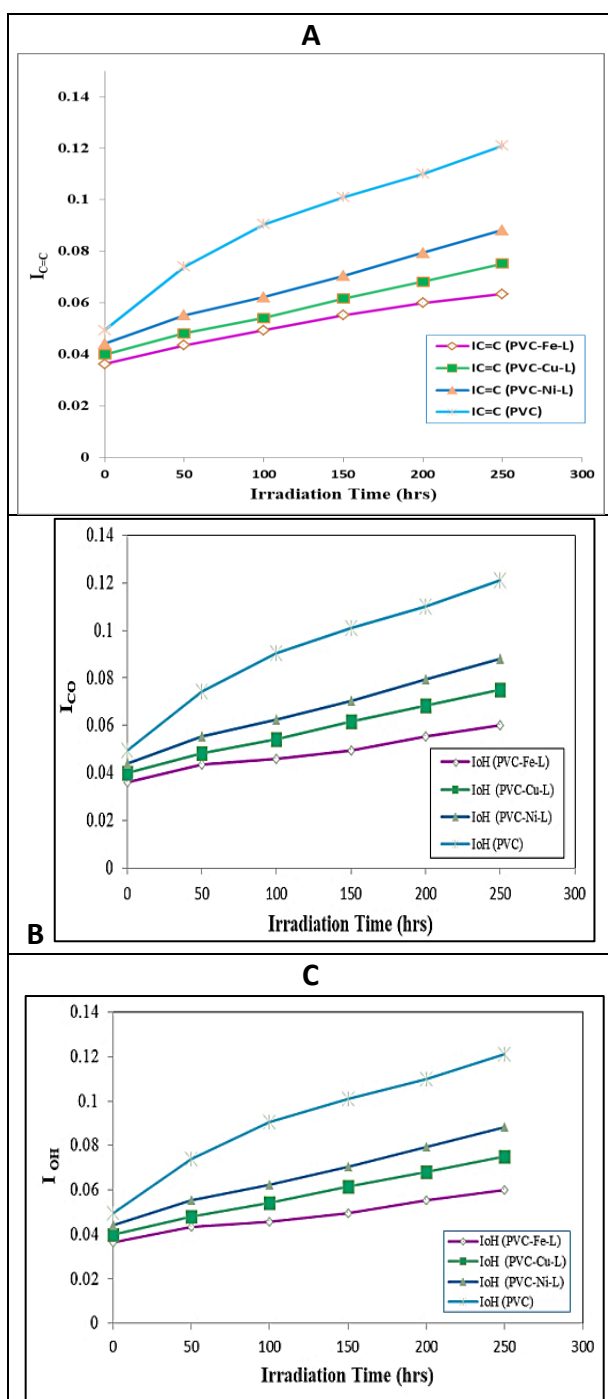 A
0.14
0.12
0.1
0.08
0.06
0.04
0.02
0
I_C=C
0 50 100 150 200 250 300
Irradiation Time (hrs)
IC=C (PVC-Fe-L)
IC=C (PVC-Cu-L)
IC=C (PVC-Ni-L)
IC=C (PVC)
0.14
0.12
0.1
0.08
0.06
0.04
0.02
0
I_CO
0 50 100 150 200 250 300
Irradiation Time (hrs)
IoH (PVC-Fe-L)
IoH (PVC-Cu-L)
IoH (PVC-Ni-L)
IoH (PVC)
B
C
0.14
0.12
0.1
0.08
0.06
0.04
0.02
0
I OH
0 50 100 150 200 250 300
Irradiation Time (hrs)
IoH (PVC-Fe-L)
IoH (PVC-Cu-L)
IoH (PVC-Ni-L)
IoH (PVC)